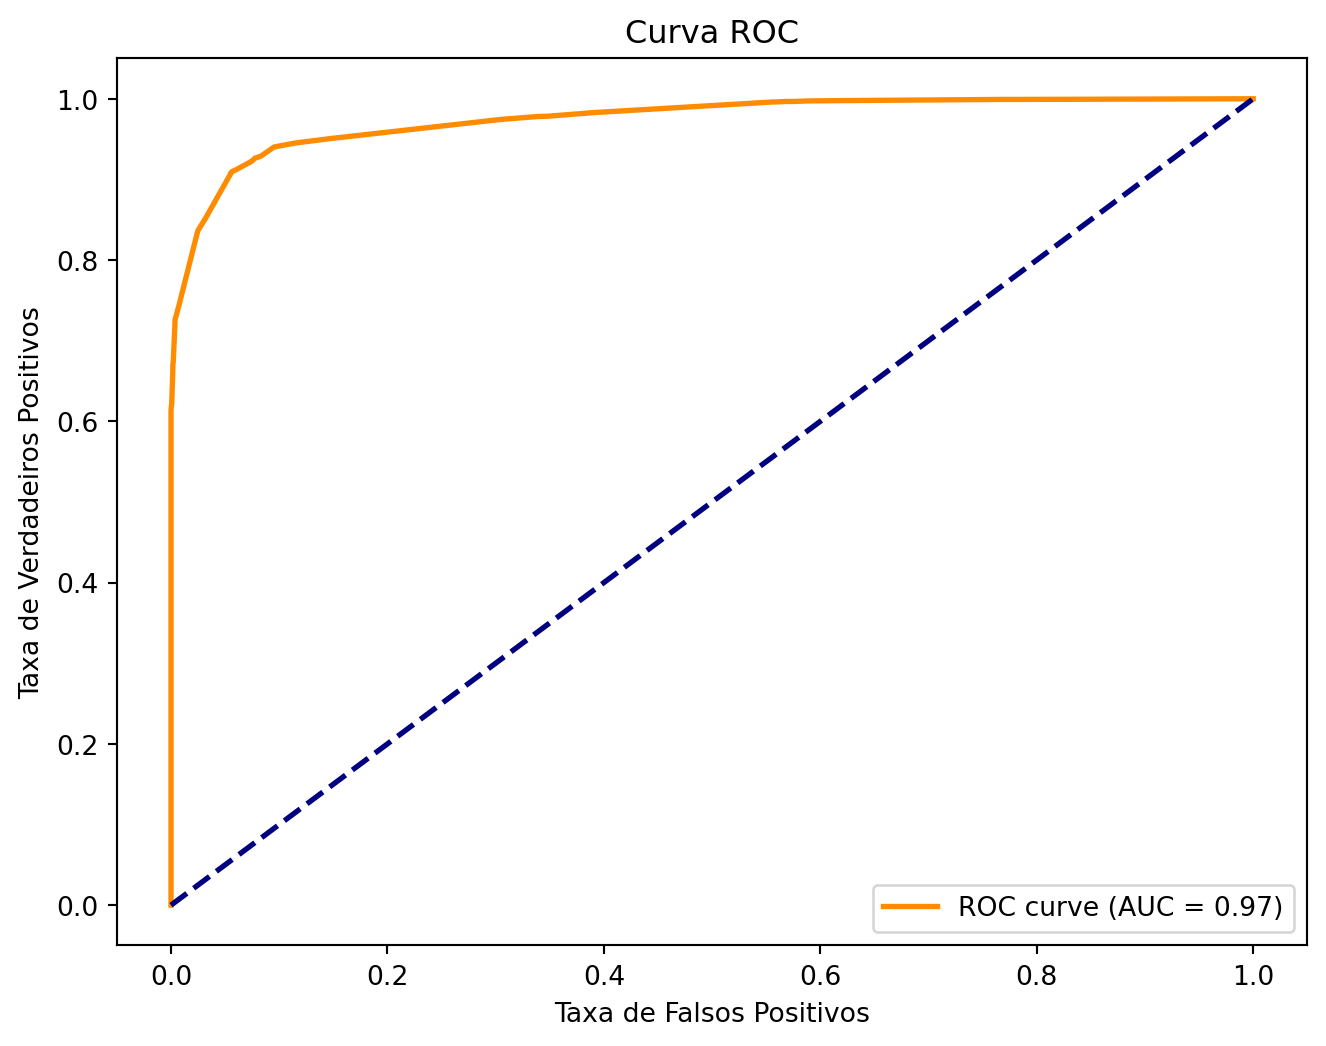 Curva ROC
Taxa de Verdadeiros Positivos
1.0
0.8
0.6
0.4
0.2
0.0
ROC curve (AUC = 0.97)
0.0 0.2 0.4 0.6 0.8 1.0
Taxa de Falsos Positivos